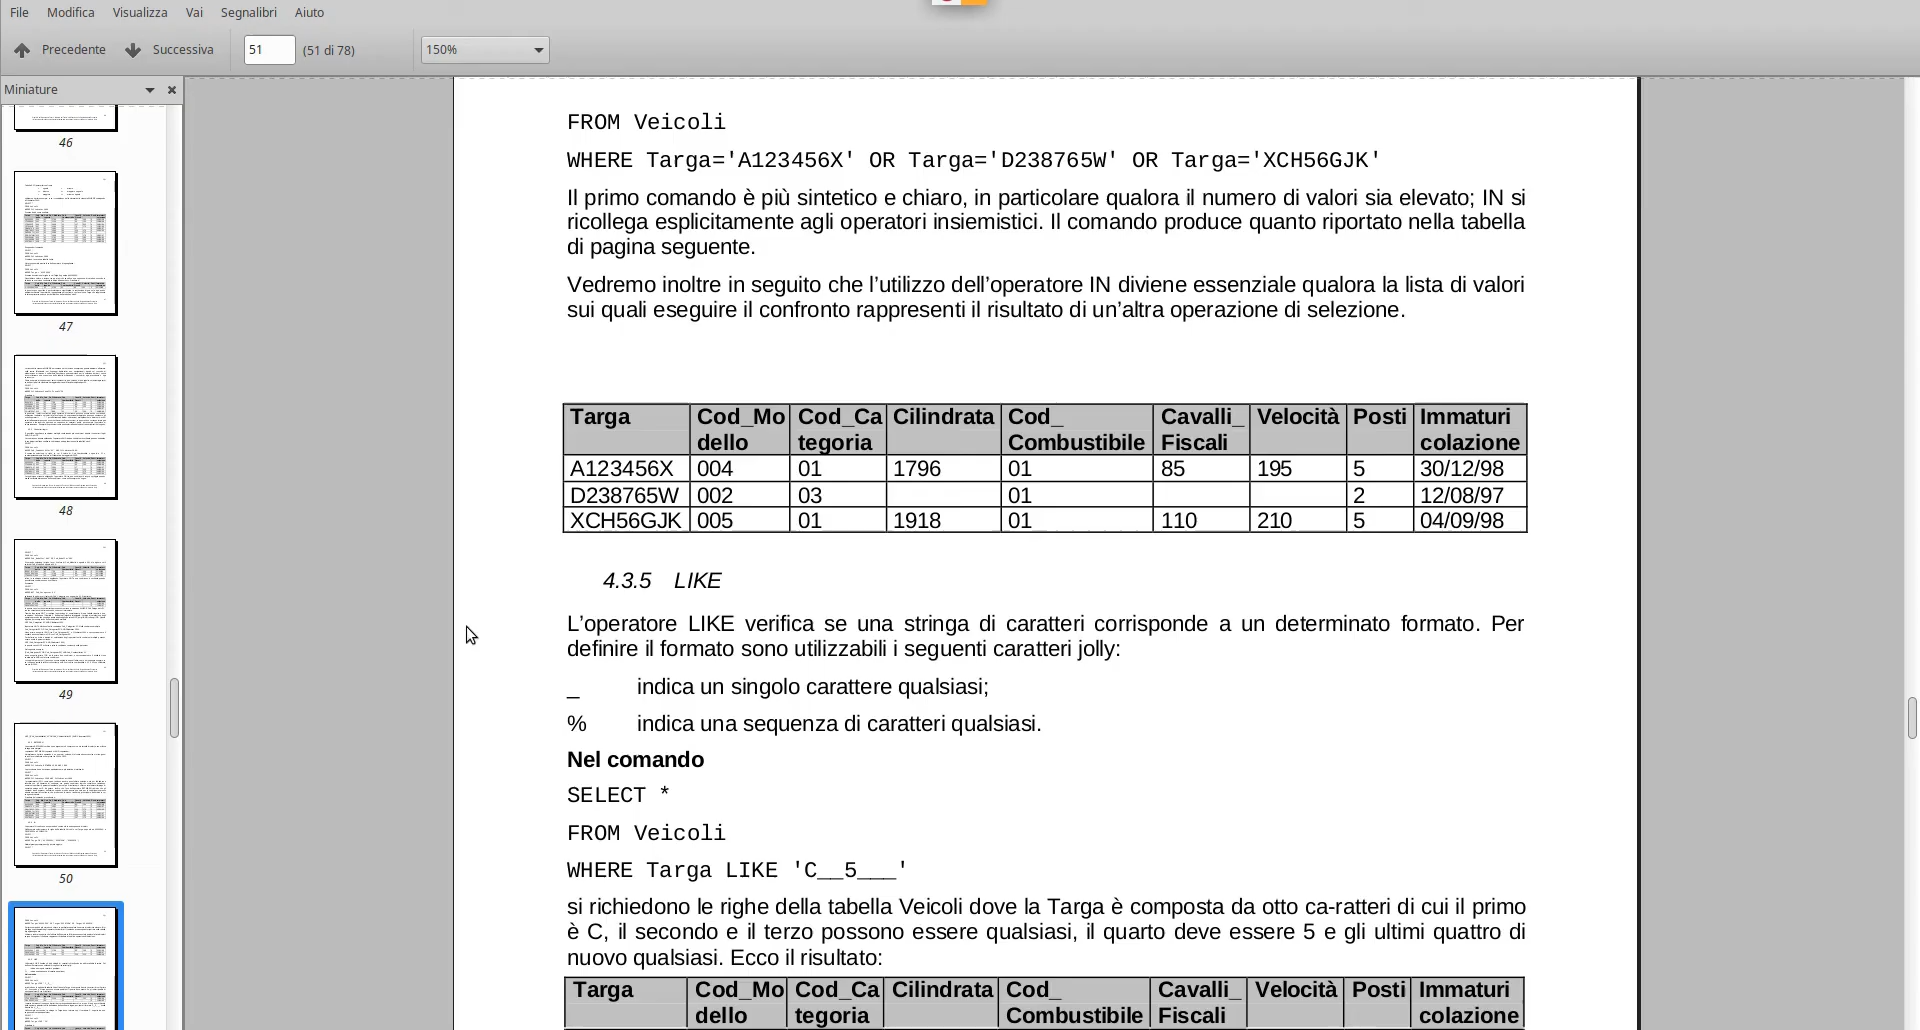 File Modifica Visualizza Vai Segnalibri Aiuto
Precedente Successiva 51 (51 di 78) 150%
Miniature
46
47
48
49
50
FROM Veicoli
WHERE Targa='A123456X' OR Targa='D238765W' OR Targa='XCH56GJK'
Il primo comando è più sintetico e chiaro, in particolare qualora il numero di valori sia elevato; IN si
ricollega esplicitamente agli operatori insiemistici. Il comando produce quanto riportato nella tabella
di pagina seguente.
Vedremo inoltre in seguito che l’utilizzo dell’operatore IN diviene essenziale qualora la lista di valori
sui quali eseguire il confronto rappresenti il risultato di un’altra operazione di selezione.
Targa Cod_Mo Cod_Ca Cilindrata Cod_ Cavalli_ Velocità Posti Immatri
dello tegoria Combustibile Fiscali colazione
A123456X 004 01 1796 01 85 195 5 30/12/98
D238765W 002 03 01 2 12/08/97
XCH56GJK 005 01 1918 01 110 210 5 04/09/98
4.3.5 LIKE
L’operatore LIKE verifica se una stringa di caratteri corrisponde a un determinato formato. Per
definire il formato sono utilizzabili i seguenti caratteri jolly:
_ indica un singolo carattere qualsiasi;
% indica una sequenza di caratteri qualsiasi.
Nel comando
SELECT *
FROM Veicoli
WHERE Targa LIKE 'C__5___'
si richiedono le righe della tabella Veicoli dove la Targa è composta da otto ca-ratteri di cui il primo
è C, il secondo e il terzo possono essere qualsiasi, il quarto deve essere 5 e gli ultimi quattro di
nuovo qualsiasi. Ecco il risultato:
Targa Cod_Mo Cod_Ca Cilindrata Cod_ Cavalli_ Velocità Posti Immatri
dello tegoria Combustibile Fiscali colazione